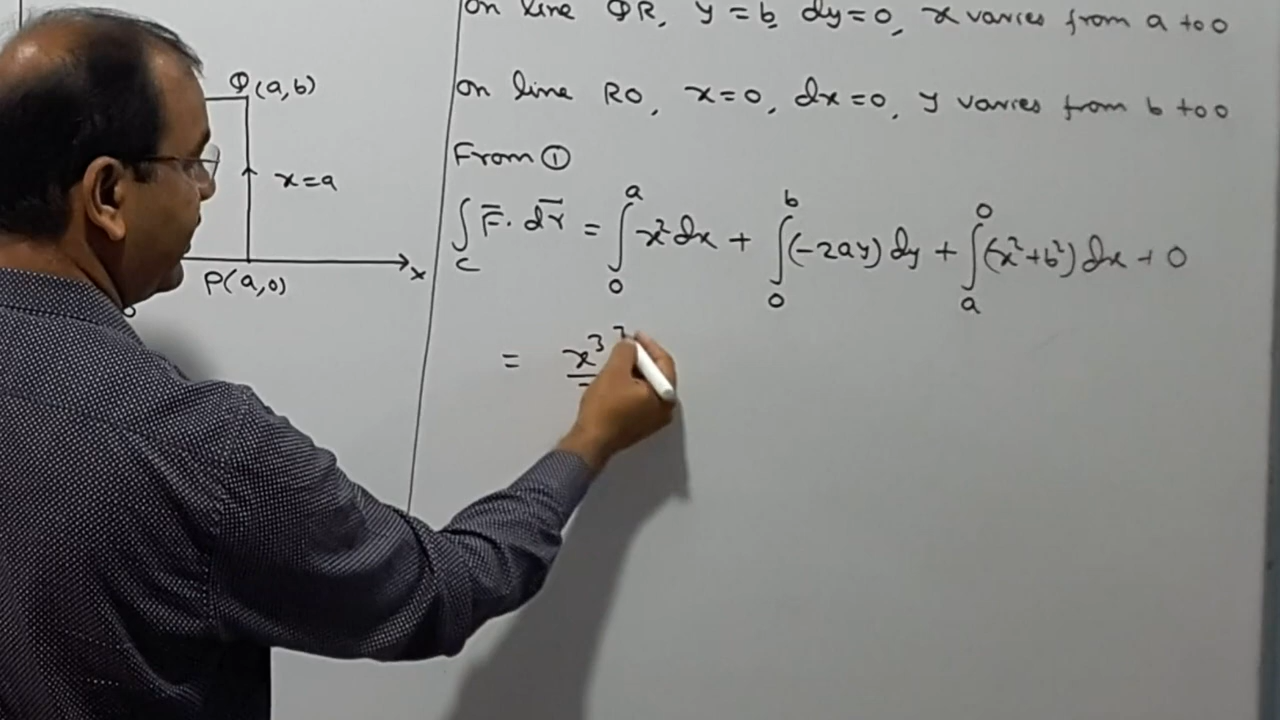 on line QR, y = b, dy = 0, x varies from a to 0
on line RO, x=0, dx=0, y varies from b to 0
From ①
∫_C F̅ · dr̅ = ∫_0^a x² dx + ∫_0^b (-2ay) dy + ∫_a^0 (x²+b²) dx + 0
= x³
Q(a,b)
x=a
x
P(a,0)